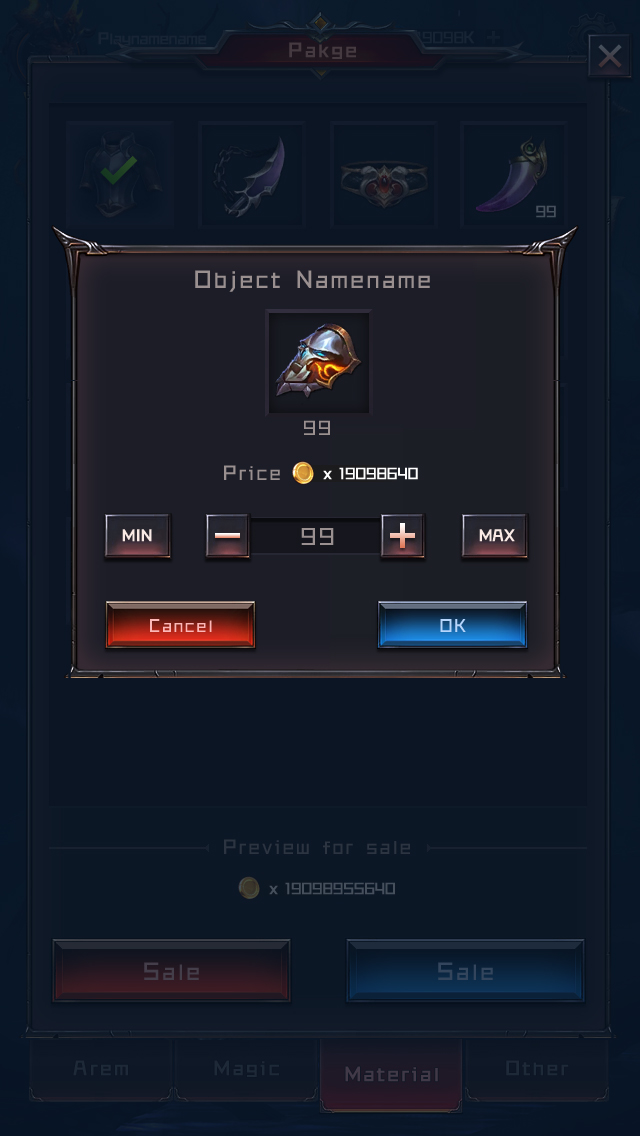 Playnamename 9098K +
Pakge
99
Object Namename
99
Price x 19098640
MIN - 99 + MAX
Cancel OK
Preview for sale
x 19098955640
Sale Sale
Arem Magic Material Other